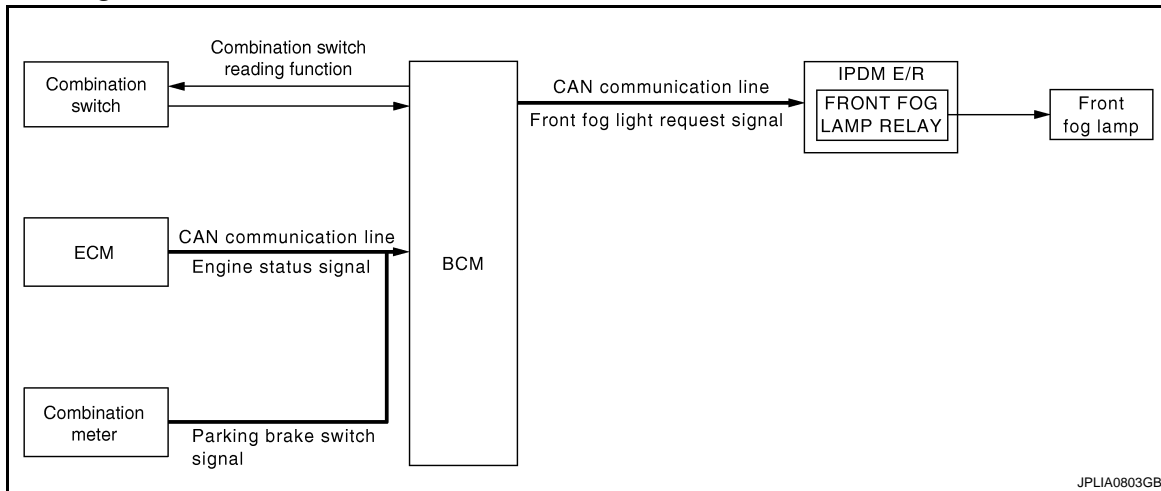 Combination switch
reading function
Combination
switch
BCM
CAN communication line
Front fog light request signal
IPDM E/R
FRONT FOG
LAMP RELAY
Front
fog lamp
ECM
CAN communication line
Engine status signal
Combination
meter
Parking brake switch
signal
JPLIA0803GB